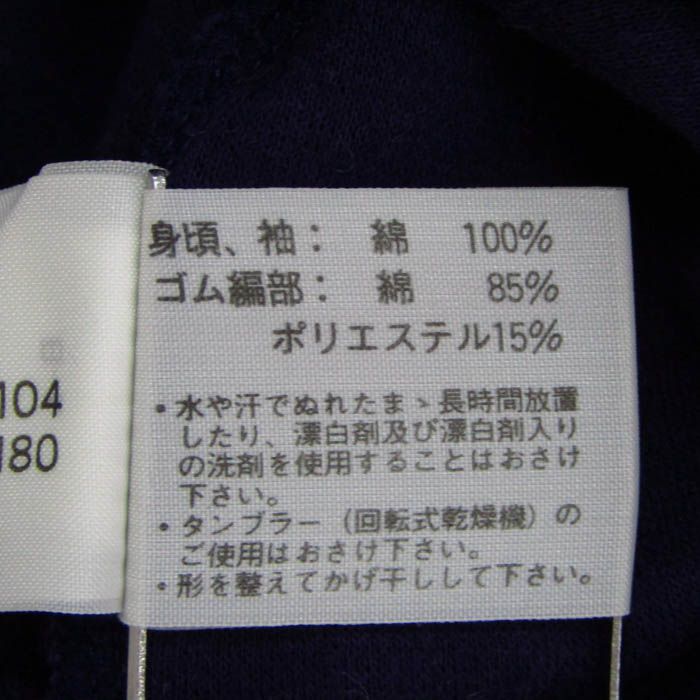 身頃、袖： 綿 100%
ゴム編部： 綿 85%
ポリエステル15%
・水や汗でぬれたまゝ長時間放置
したり、漂白剤及び漂白剤入り
の洗剤を使用することはおさけ
下さい。
・タンブラー（回転式乾燥機）の
ご使用はおさけ下さい。
・形を整えてかげ干しして下さい。
104
180